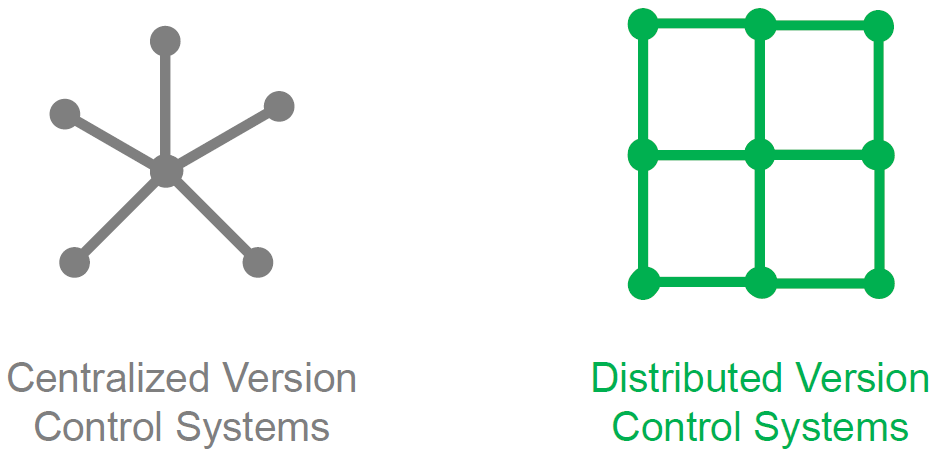 Centralized Version
Control Systems
Distributed Version
Control Systems